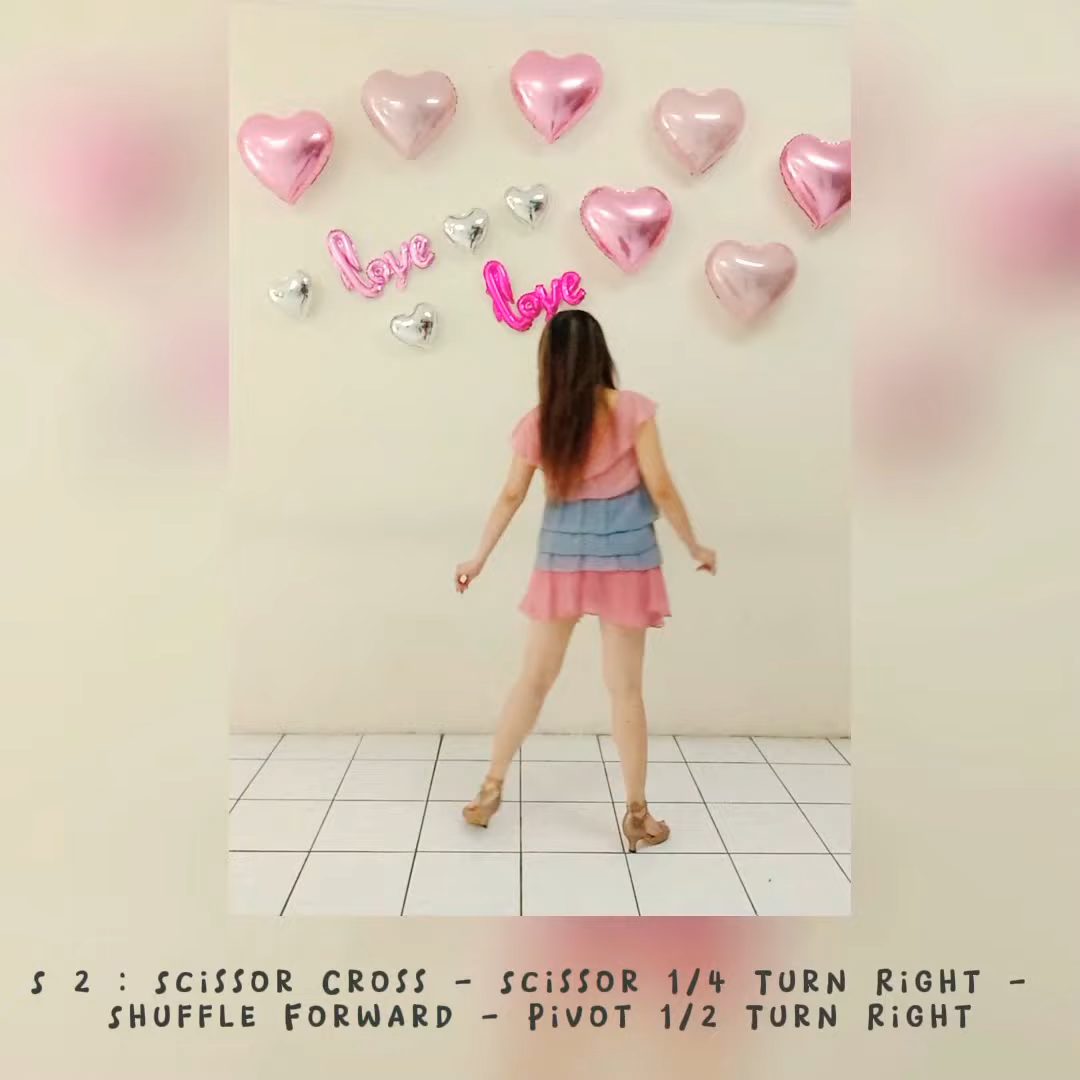 love
love
S 2 : SCiSSOR CROSS - SCiSSOR 1/4 TURN RiGHT -
SHUFFLE FORWARD - PiVOT 1/2 TURN RiGHT